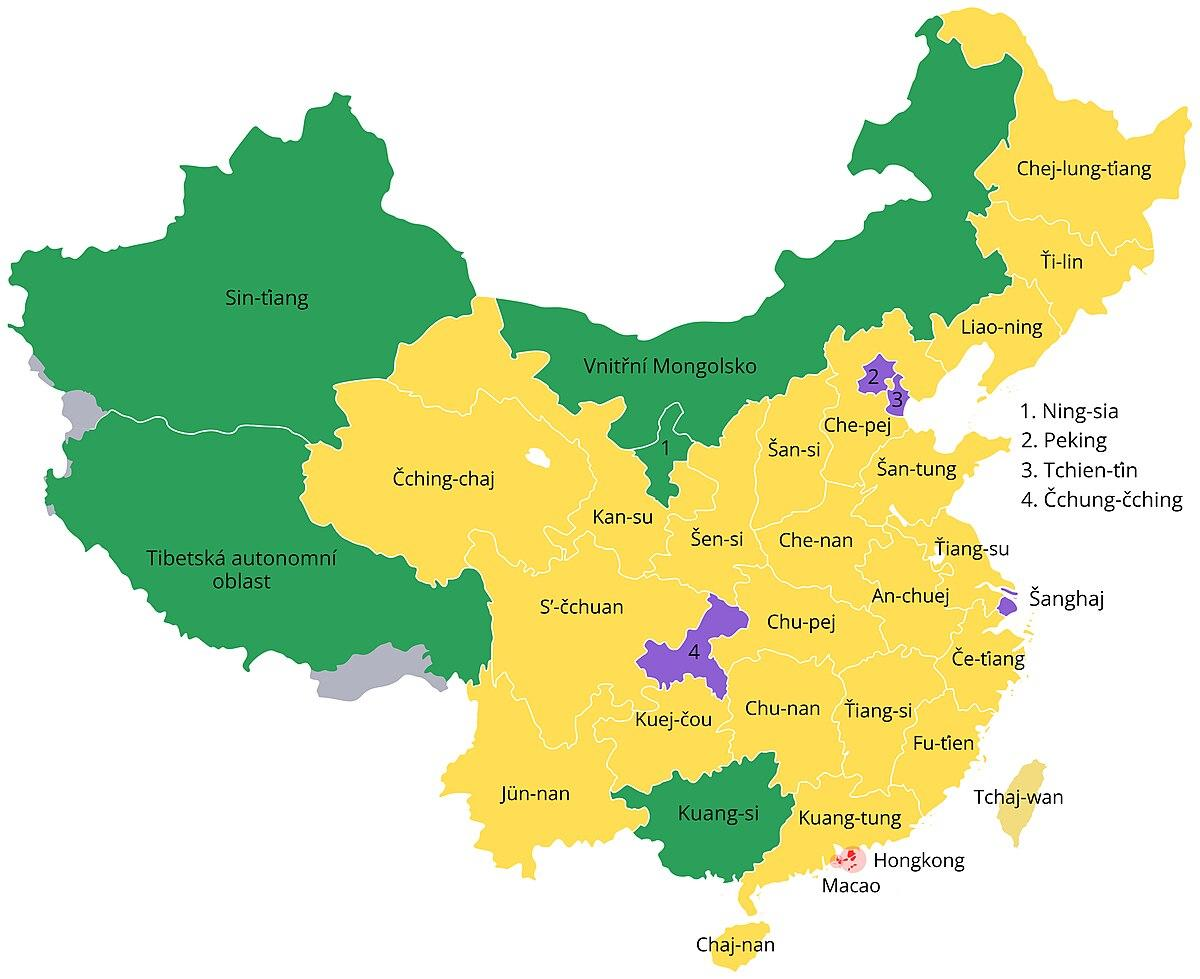 Chej-lung-ťiang
Ťi-lin
Liao-ning
Sin-ťiang
Vnitřní Mongolsko
2
3
1. Ning-sia
2. Peking
3. Tchien-ťin
4. Čchung-čching
Che-pej
1
Šan-si
Šan-tung
Čching-chaj
Kan-su
Šen-si
Che-nan
Ťiang-su
Tibetská autonomní
oblast
S’-čchuan
An-chuej
Šanghaj
Chu-pej
4
Če-ťiang
Kuej-čou
Chu-nan
Ťiang-si
Fu-ťien
Jün-nan
Kuang-si
Kuang-tung
Tchaj-wan
Hongkong
Macao
Chaj-nan